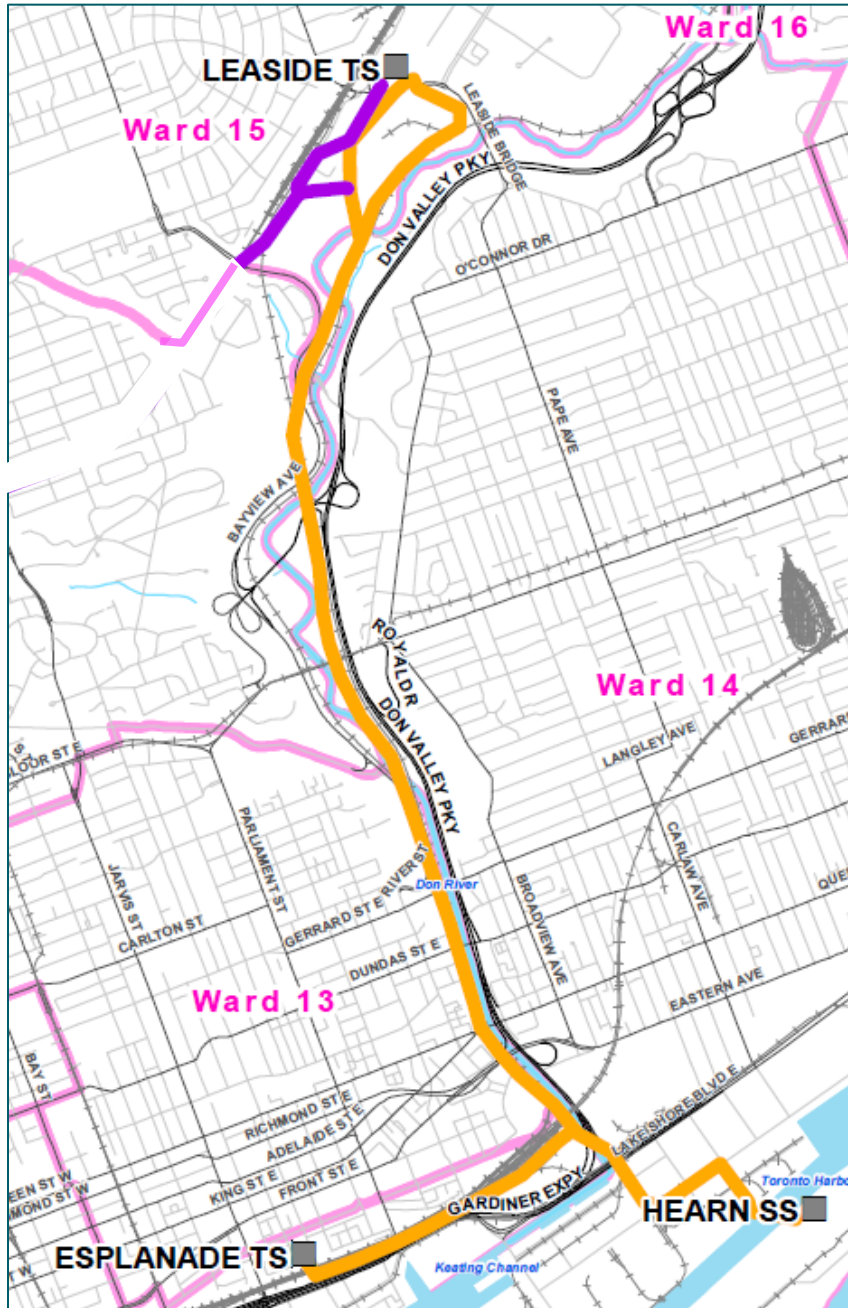 Ward 16
LEASIDE TS
Ward 15
LEASIDE BRIDGE
DON VALLEY PKY
O'CONNOR DR
PAPE AVE
BAYVIEW AVE
ROYALDR
Ward 14
DON VALLEY PKY
LANGLEY AVE
GERRARD
BLOOR ST E
PARLIAMENT ST
RIVER ST
JARVIS ST
Don River
CARLAW AVE
QUE
CARLTON ST
GERRARD ST E
BROADVIEW AVE
DUNDAS ST E
EASTERN AVE
Ward 13
BAY ST
RICHMOND ST E
LAKE SHORE BLVD E
ADELAIDE ST E
KING ST E
FRONT ST E
EEN ST W
MOND ST W
ST W
GARDINER EXPY
Toronto Harbo
HEARN SS
ESPLANADE TS
Keating Channel